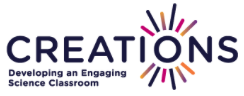 CREATIONS
Developing an Engaging
Science Classroom